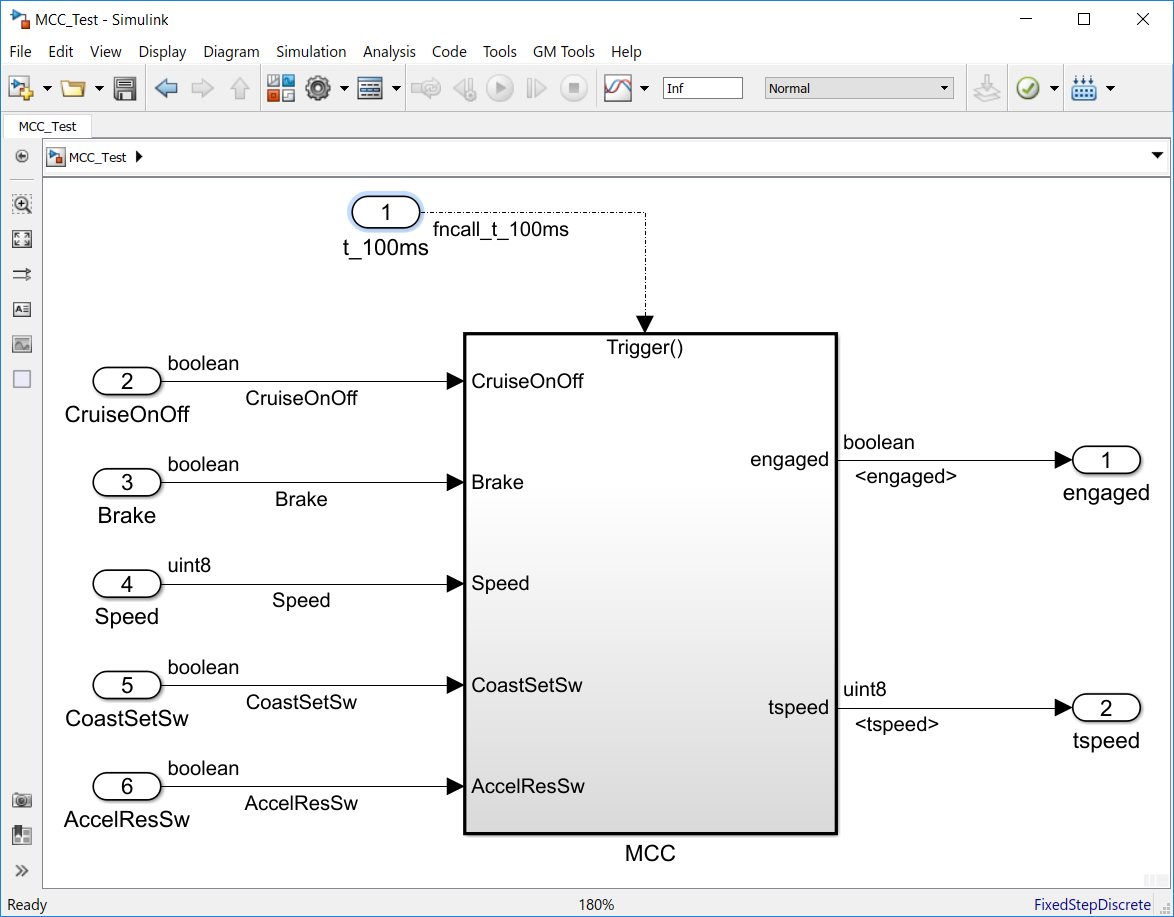 MCC_Test - Simulink
File Edit View Display Diagram Simulation Analysis Code Tools GM Tools Help
Inf Normal
MCC_Test
MCC_Test
1
t_100ms
fncall_t_100ms
Trigger()
boolean
2
CruiseOnOff
CruiseOnOff
CruiseOnOff
boolean
3
Brake
Brake
Brake
uint8
4
Speed
Speed
Speed
boolean
5
CoastSetSw
CoastSetSw
CoastSetSw
boolean
6
AccelResSw
AccelResSw
AccelResSw
engaged
boolean
<engaged>
1
engaged
tspeed
uint8
<tspeed>
2
tspeed
MCC
Ready 180% FixedStepDiscrete